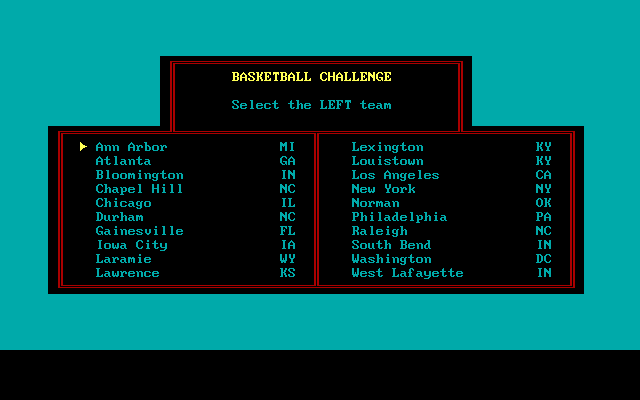 BASKETBALL CHALLENGE
Select the LEFT team
Ann Arbor MI
Atlanta GA
Bloomington IN
Chapel Hill NC
Chicago IL
Durham NC
Gainesville FL
Iowa City IA
Laramie WY
Lawrence KS
Lexington KY
Louistown KY
Los Angeles CA
New York NY
Norman OK
Philadelphia PA
Raleigh NC
South Bend IN
Washington DC
West Lafayette IN